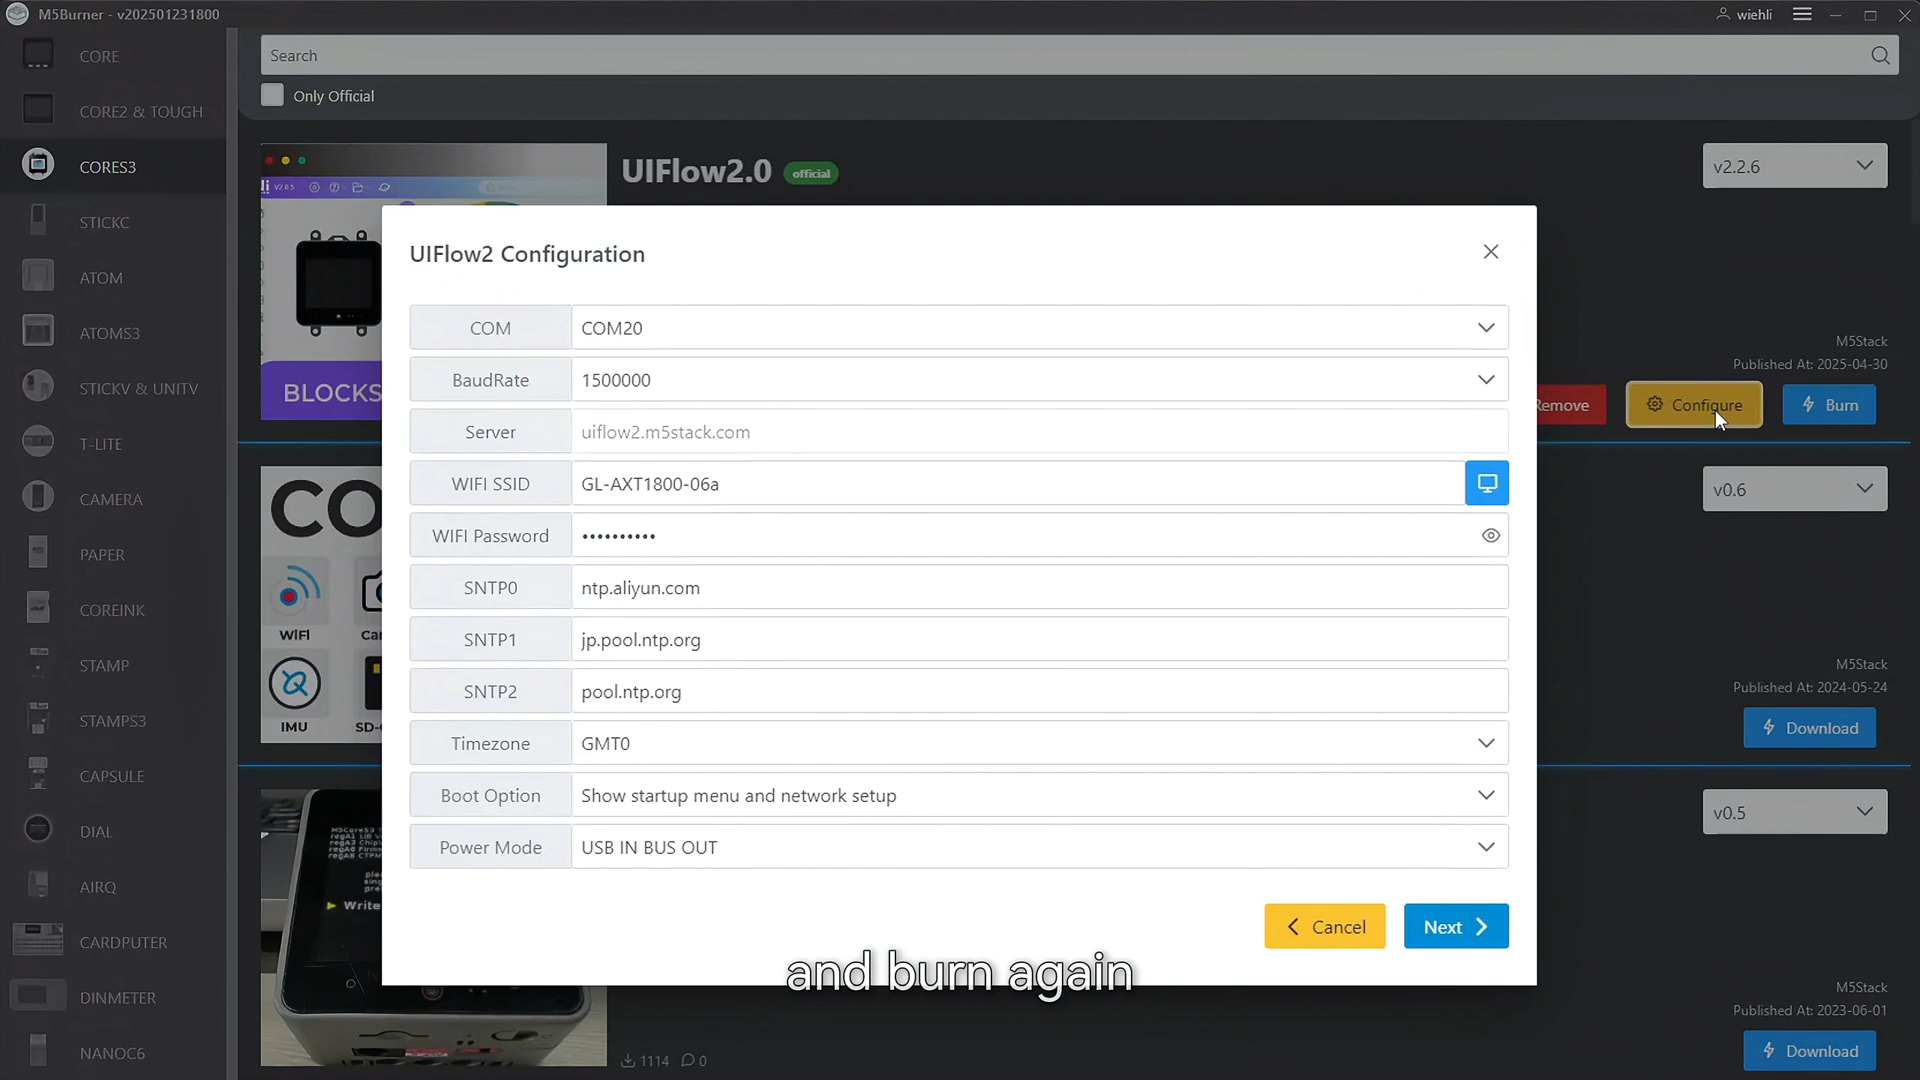 M5Burner - v202501231800
wiehli
CORE
CORE2 & TOUGH
CORES3
STICKC
ATOM
ATOMS3
STICKV & UNITV
T-LITE
CAMERA
PAPER
COREINK
STAMP
STAMPS3
CAPSULE
DIAL
AIRQ
CARDPUTER
DINMETER
NANOC6
Search
Only Official
V2.0.5
BLOCKS
UIFlow2.0 official
v2.2.6
M5Stack
Published At: 2025-04-30
Remove
Configure
Burn
UIFlow2 Configuration
COM COM20
BaudRate 1500000
Server uiflow2.m5stack.com
WIFI SSID GL-AXT1800-06a
WIFI Password ••••••••••
SNTP0 ntp.aliyun.com
SNTP1 jp.pool.ntp.org
SNTP2 pool.ntp.org
Timezone GMT0
Boot Option Show startup menu and network setup
Power Mode USB IN BUS OUT
Cancel
Next
and burn again
CO
WIFI
IMU
v0.6
M5Stack
Published At: 2024-05-24
Download
Write
v0.5
M5Stack
Published At: 2023-06-01
Download
1114 0